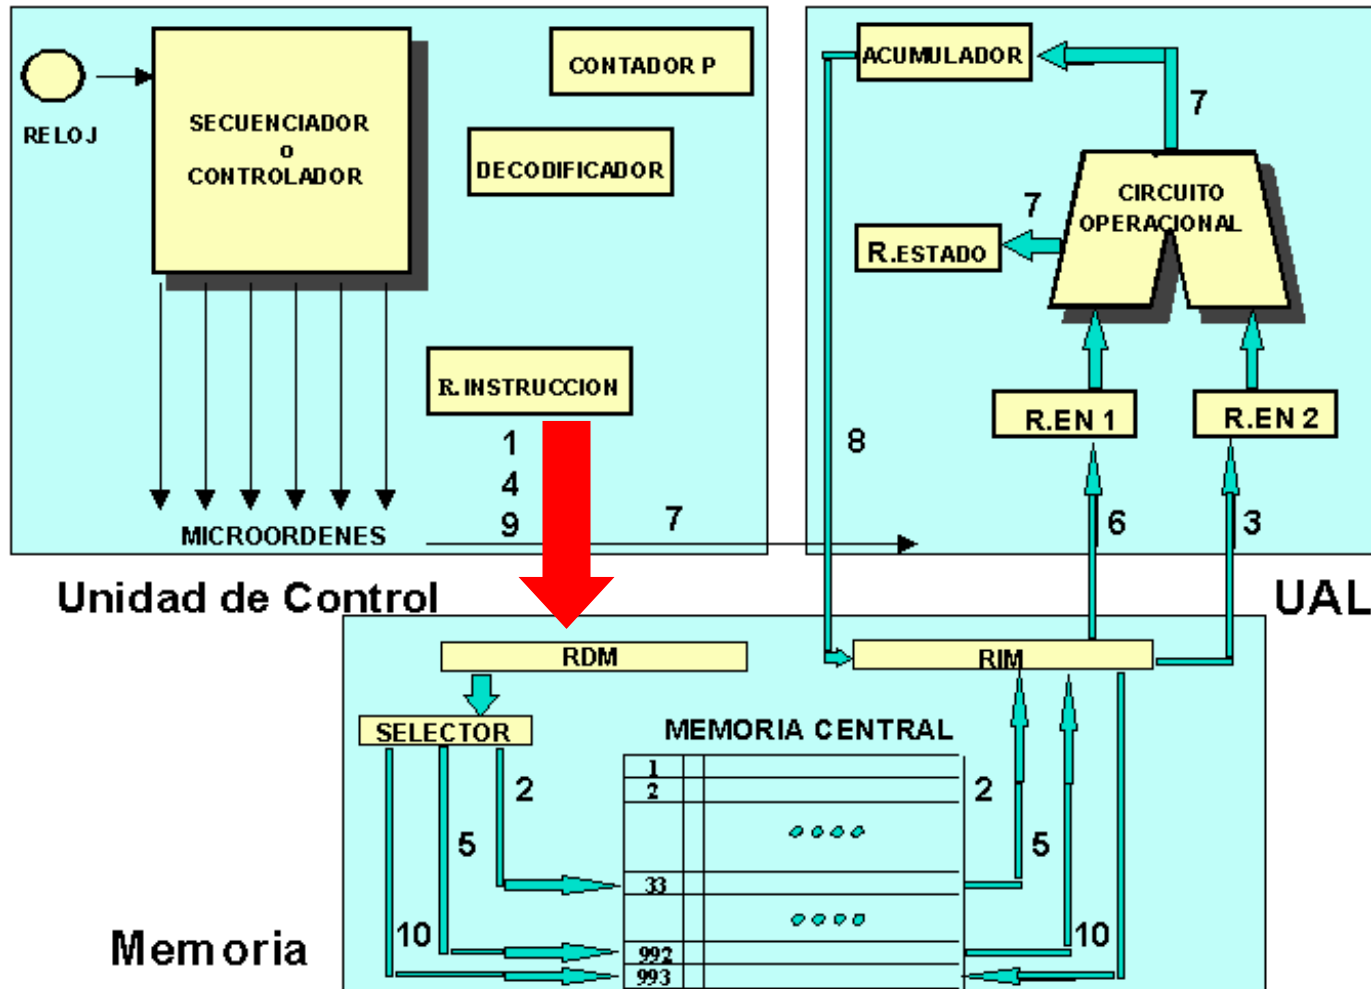 RELOJ
SECUENCIADOR
o
CONTROLADOR
CONTADOR P
DECODIFICADOR
R.INSTRUCCION
1
4
9
7
MICROORDENES
Unidad de Control
ACUMULADOR
7
CIRCUITO
OPERACIONAL
7
R.ESTADO
R.EN 1
R.EN 2
8
6
3
UAL
RDM
RIM
SELECTOR
MEMORIA CENTRAL
1
2
33
992
993
2
5
10
2
5
10
Memoria